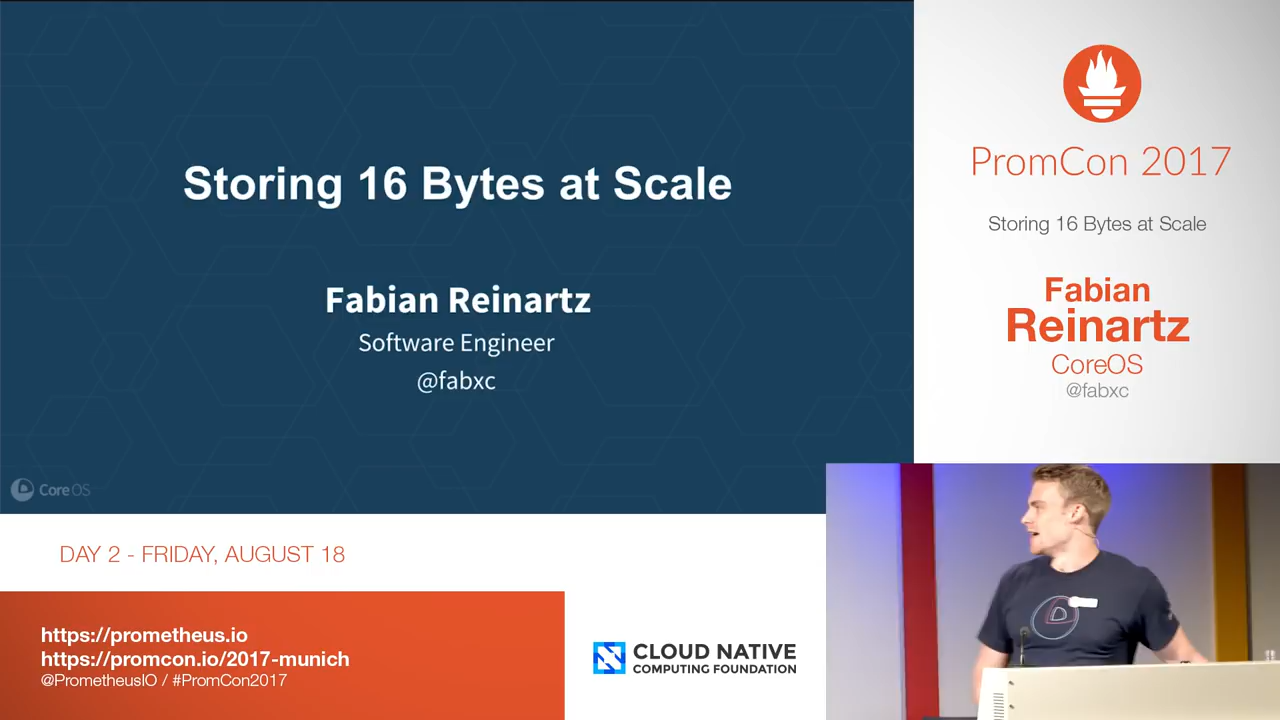 Storing 16 Bytes at Scale
Fabian Reinartz
Software Engineer
@fabxc
Core OS
PromCon 2017
Storing 16 Bytes at Scale
Fabian
Reinartz
CoreOS
@fabxc
DAY 2 - FRIDAY, AUGUST 18
https://prometheus.io
https://promcon.io/2017-munich
@PrometheusIO / #PromCon2017
CLOUD NATIVE
COMPUTING FOUNDATION